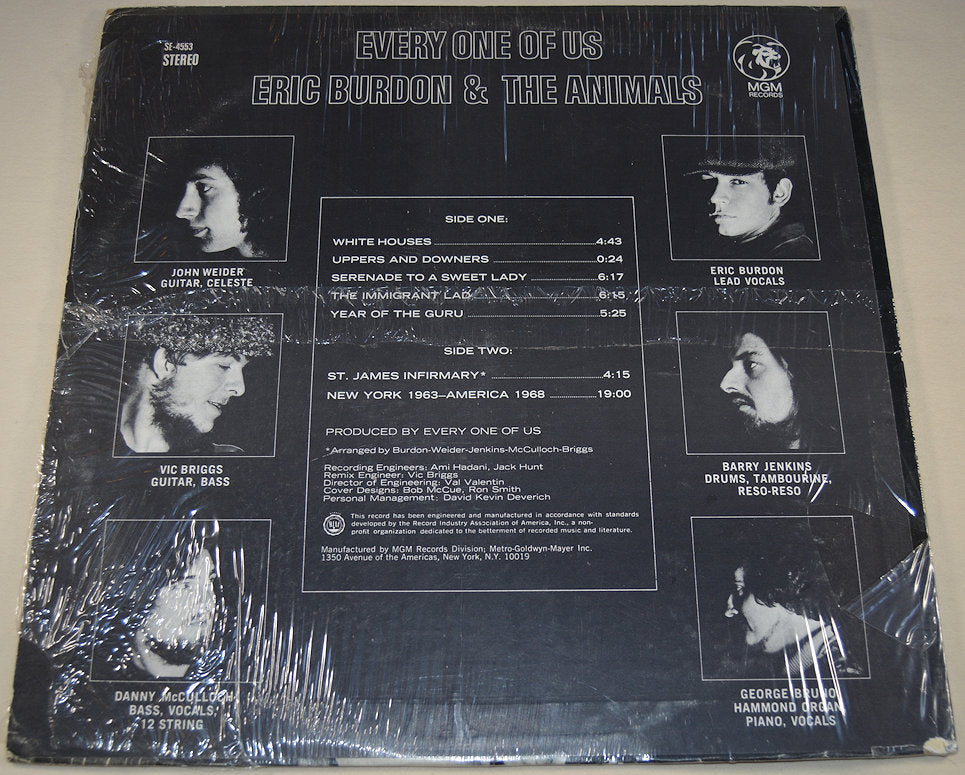 SE-4553
STEREO
EVERY ONE OF US
ERIC BURDON & THE ANIMALS
MGM
RECORDS
JOHN WEIDER
GUITAR, CELESTE
ERIC BURDON
LEAD VOCALS
SIDE ONE:
WHITE HOUSES 4:43
UPPERS AND DOWNERS 0:24
SERENADE TO A SWEET LADY 6:17
THE IMMIGRANT LAD 6:15
YEAR OF THE GURU 5:25
SIDE TWO:
ST. JAMES INFIRMARY* 4:15
NEW YORK 1963—AMERICA 1968 19:00
PRODUCED BY EVERY ONE OF US
*Arranged by Burdon-Weider-Jenkins-McCulloch-Briggs
Recording Engineers: Ami Hadani, Jack Hunt
Remix Engineer: Vic Briggs
Director of Engineering: Val Valentin
Cover Designs: Bob McCue, Ron Smith
Personal Management: David Kevin Deverich
This record has been engineered and manufactured in accordance with standards
developed by the Record Industry Association of America, Inc., a non-
profit organization dedicated to the betterment of recorded music and literature.
Manufactured by MGM Records Division; Metro-Goldwyn-Mayer Inc.
1350 Avenue of the Americas, New York, N.Y. 10019
VIC BRIGGS
GUITAR, BASS
BARRY JENKINS
DRUMS, TAMBOURINE,
RESO-RESO
DANNY McCULLOCH
BASS, VOCALS,
12 STRING
GEORGE BRUNO
HAMMOND ORGAN
PIANO, VOCALS